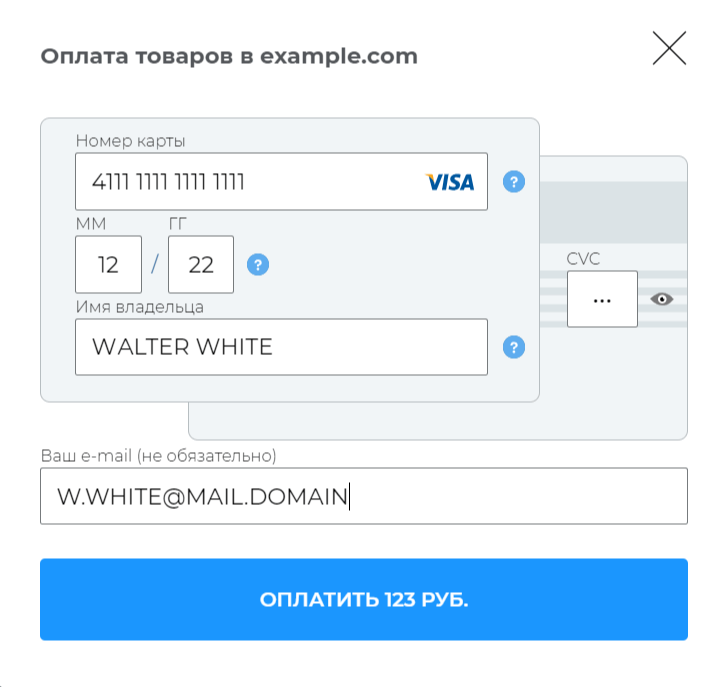 Оплата товаров в example.com
Номер карты
4111 1111 1111 1111 VISA ?
ММ ГГ
12 / 22 ?
CVC
•••
Имя владельца
WALTER WHITE ?
Ваш e-mail (не обязательно)
W.WHITE@MAIL.DOMAIN
ОПЛАТИТЬ 123 РУБ.